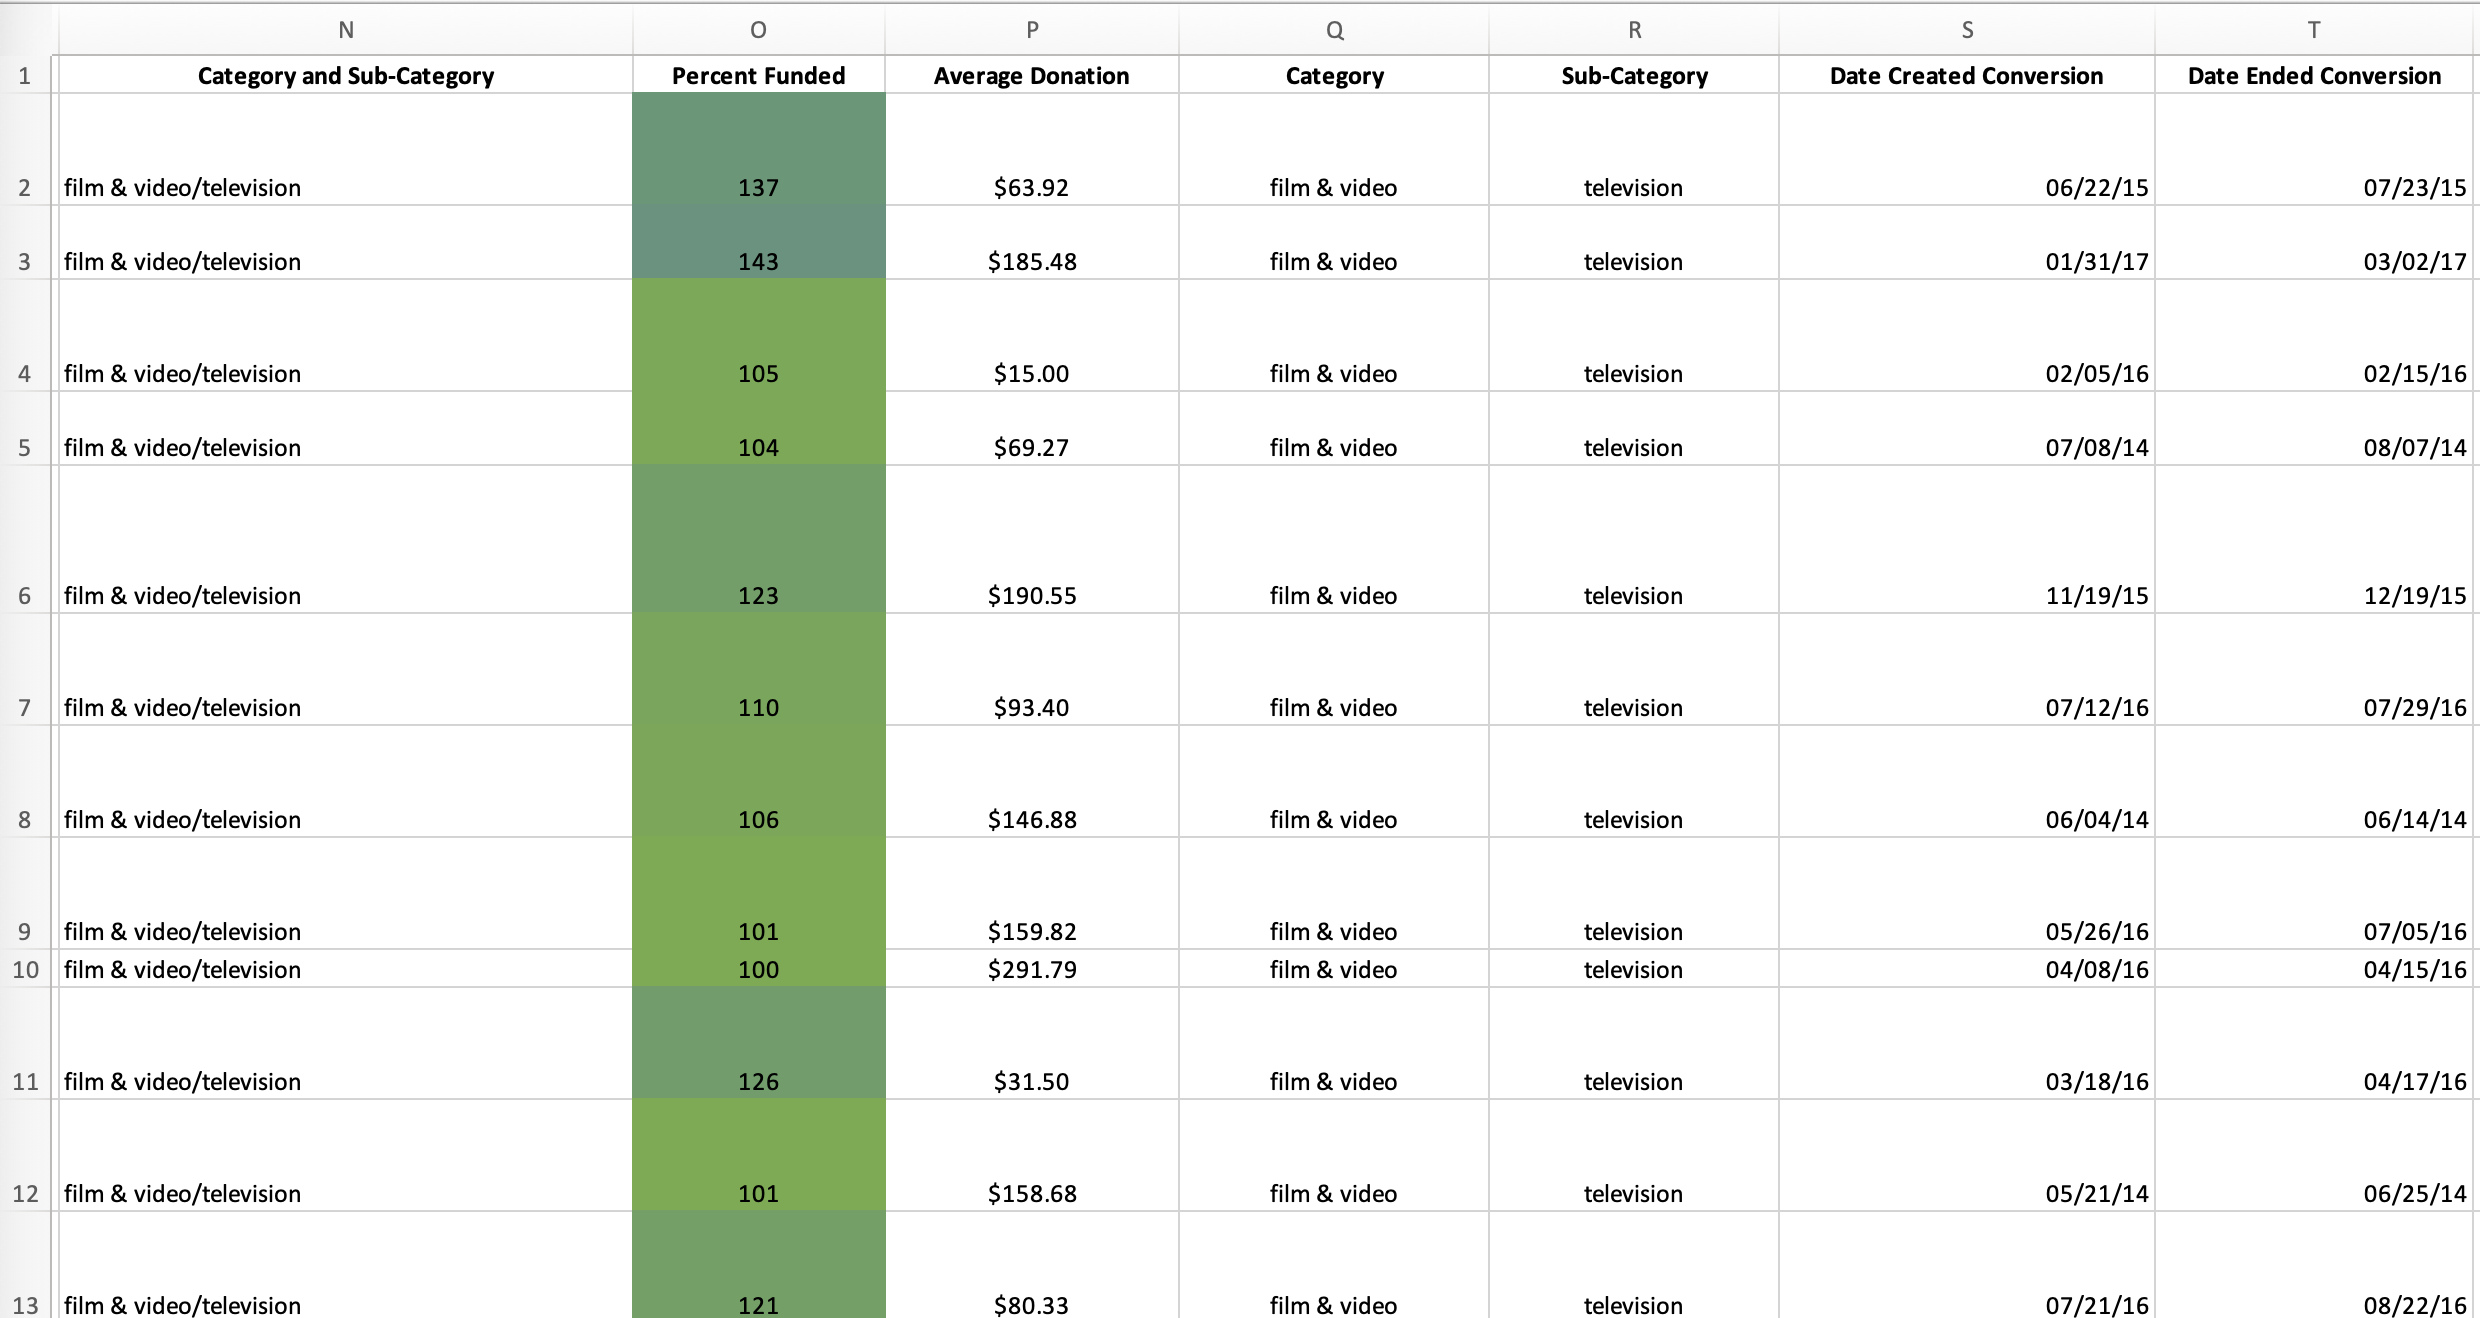 N O P Q R S T
1 Category and Sub-Category Percent Funded Average Donation Category Sub-Category Date Created Conversion Date Ended Conversion
2 film & video/television 137 $63.92 film & video television 06/22/15 07/23/15
3 film & video/television 143 $185.48 film & video television 01/31/17 03/02/17
4 film & video/television 105 $15.00 film & video television 02/05/16 02/15/16
5 film & video/television 104 $69.27 film & video television 07/08/14 08/07/14
6 film & video/television 123 $190.55 film & video television 11/19/15 12/19/15
7 film & video/television 110 $93.40 film & video television 07/12/16 07/29/16
8 film & video/television 106 $146.88 film & video television 06/04/14 06/14/14
9 film & video/television 101 $159.82 film & video television 05/26/16 07/05/16
10 film & video/television 100 $291.79 film & video television 04/08/16 04/15/16
11 film & video/television 126 $31.50 film & video television 03/18/16 04/17/16
12 film & video/television 101 $158.68 film & video television 05/21/14 06/25/14
13 film & video/television 121 $80.33 film & video television 07/21/16 08/22/16